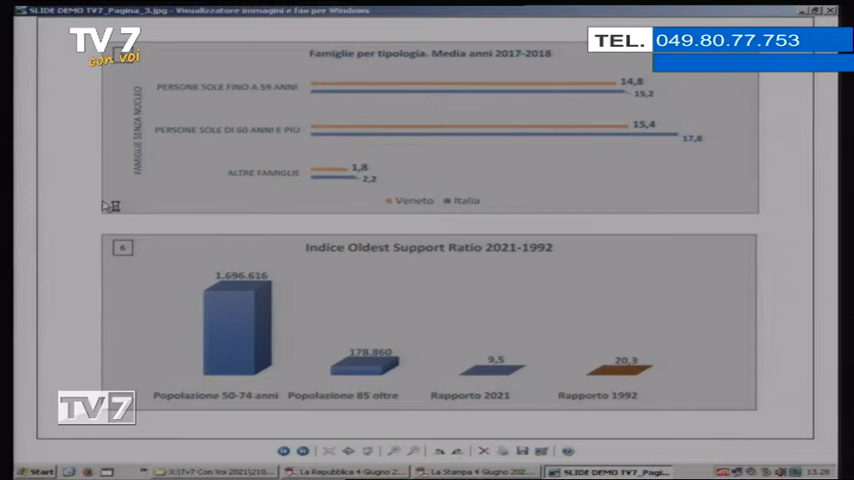 SLIDE DEMO TV7_Pagina_3.jpg - Visualizzatore immagini e fax per Windows
TV7
con voi
TEL. 049.80.77.753
Famiglie per tipologia. Media anni 2017-2018
FAMIGLIE SENZA NUCLEO
PERSONE SOLE FINO A 59 ANNI
14,8
15,2
PERSONE SOLE DI 60 ANNI E PIÙ
15,4
17,8
ALTRE FAMIGLIE
1,8
2,2
Veneto Italia
6
Indice Oldest Support Ratio 2021-1992
1.696.616
178.860
9,5
20,3
Popolazione 50-74 anni Popolazione 85 oltre Rapporto 2021 Rapporto 1992
TV7
Start
La Repubblica 4 Giugno 2...
La Stampa 4 Giugno 202...
SLIDE DEMO TV7_Pagi...
13.28